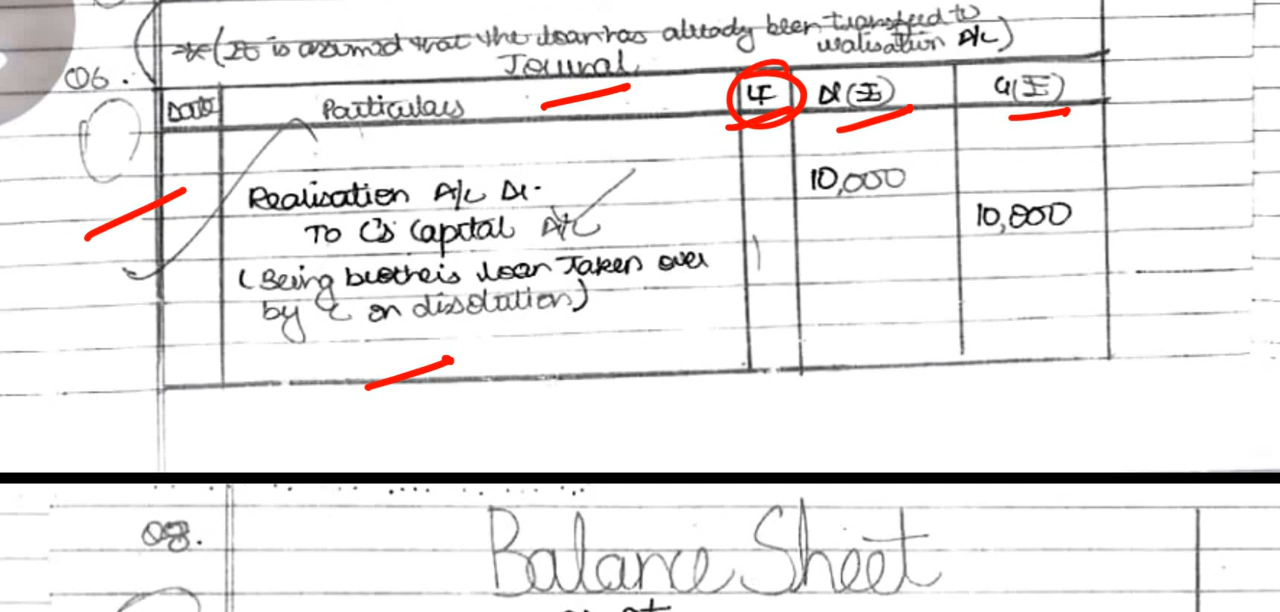 *(It is assumed that the loan has already been transfered to
realisation A/c)
Q6.
Journal
Date Particulars LF Dr(₹) Cr(₹)
Realisation A/c Dr. 10,000
To C's Capital A/c 10,000
(Being brother's loan Taken over
by C on dissolution)
Q8.
Balance Sheet